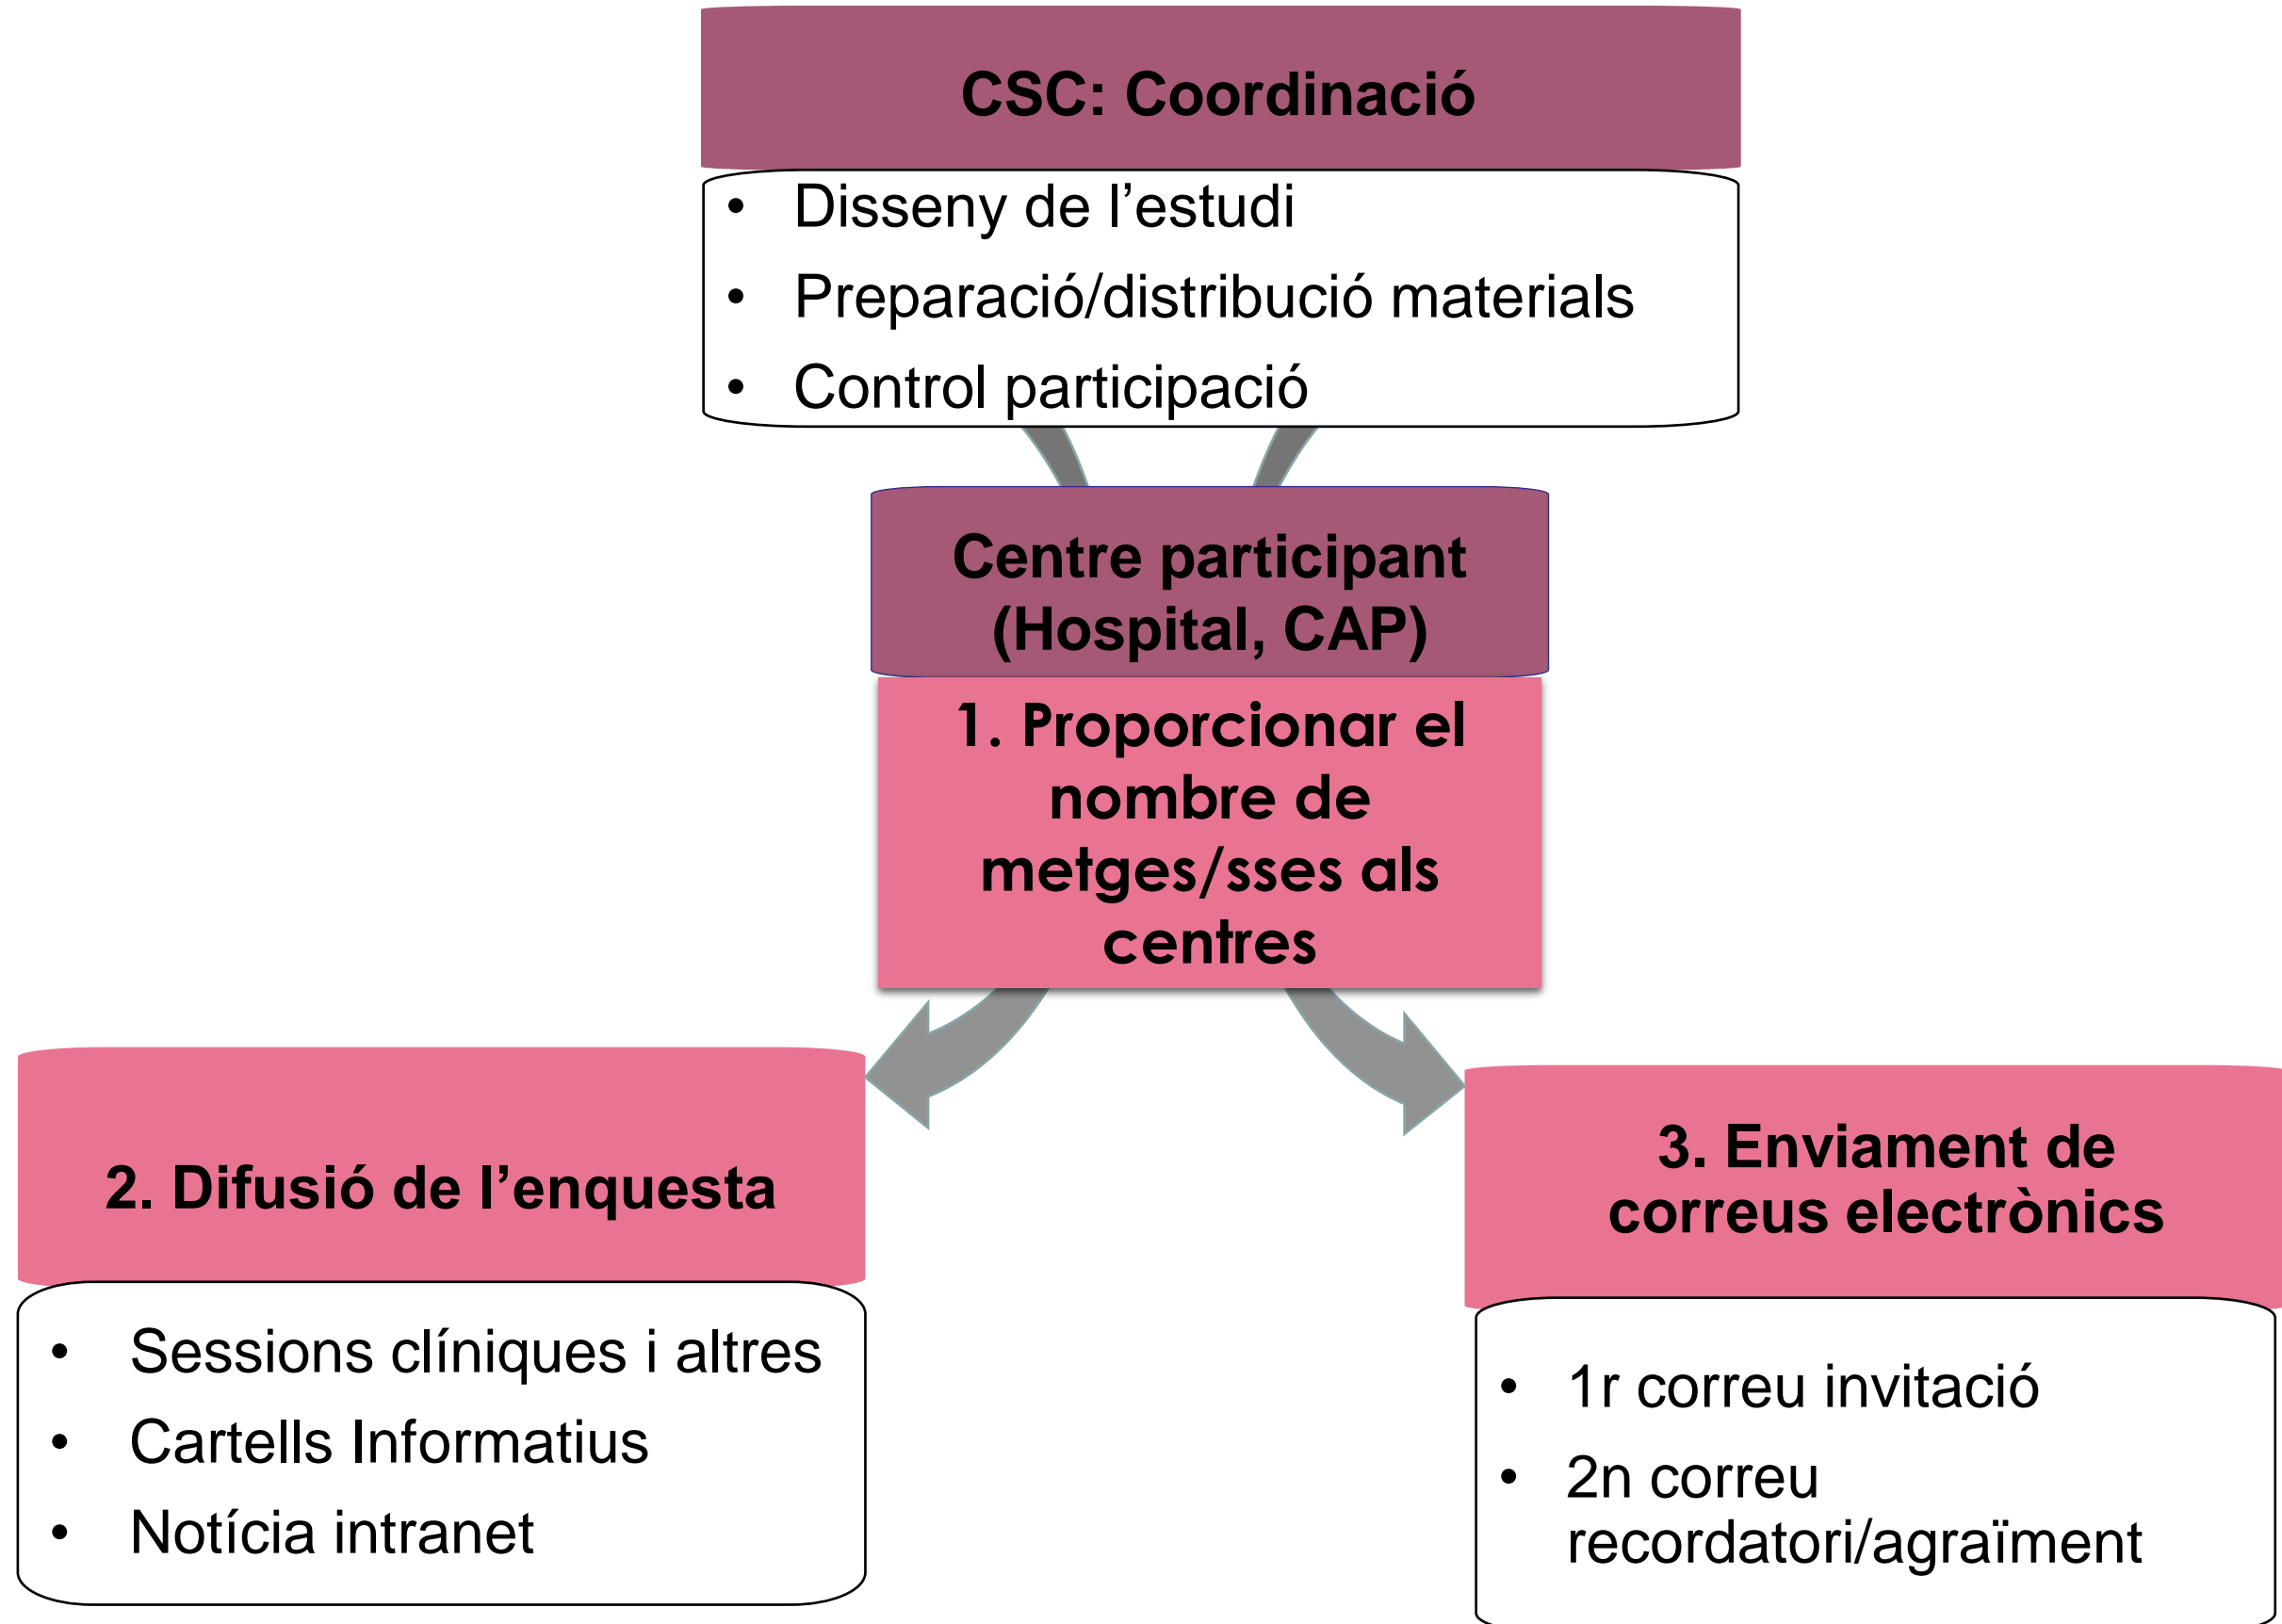 CSC: Coordinació
• Disseny de l’estudi
• Preparació/distribució materials
• Control participació
Centre participant
(Hospital, CAP)
1. Proporcionar el
nombre de
metges/sses als
centres
2. Difusió de l’enquesta
• Sessions clíniques i altres
• Cartells Informatius
• Notícia intranet
3. Enviament de
correus electrònics
• 1r correu invitació
• 2n correu
recordatori/agraïment